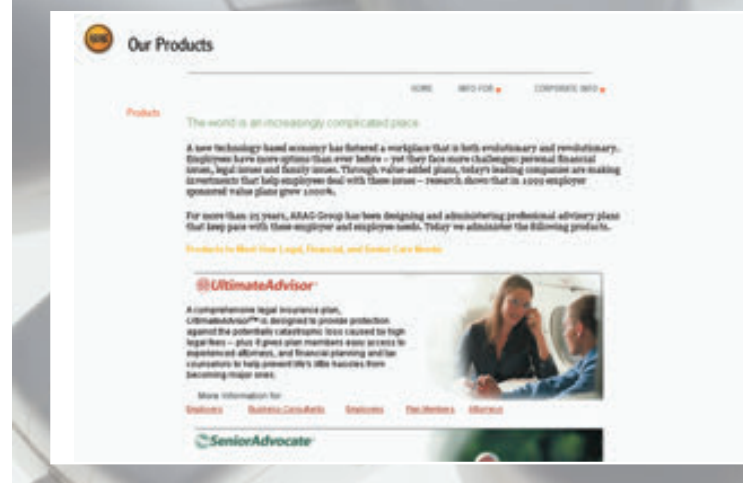 ARAG
Our Products
HOME INFO FOR CORPORATE INFO
Products
The world is an increasingly complicated place
A new technology-based economy has fostered a workplace that is both evolutionary and revolutionary.
Employees have more options than ever before – yet they face more challenges: personal financial
issues, legal issues and family issues. Through value-added plans, today's leading companies are making
investments that help employees deal with these issues – research shows that in 1999 employer
sponsored value plans grew 1000%.
For more than 25 years, ARAG Group has been designing and administering professional advisory plans
that keep pace with these employer and employee needs. Today we administer the following products.
Products to Meet Your Legal, Financial, and Senior Care Needs
UltimateAdvisor
A comprehensive legal insurance plan,
UltimateAdvisor℠ is designed to provide protection
against the potentially catastrophic loss caused by high
legal fees – plus it gives plan members easy access to
experienced attorneys, and financial planning and tax
counselors to help prevent life's little hassles from
becoming major ones.
More information for
Employers Business Consultants Employees Plan Members Attorneys
SeniorAdvocate